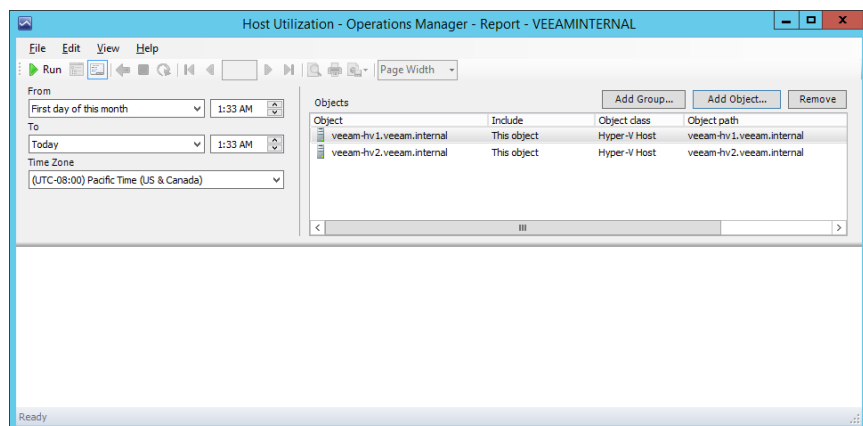 Host Utilization - Operations Manager - Report - VEEAMINTERNAL
File Edit View Help
Run Page Width
From
First day of this month 1:33 AM
To
Today 1:33 AM
Time Zone
(UTC-08:00) Pacific Time (US & Canada)
Objects Add Group... Add Object... Remove
Object Include Object class Object path
veeam-hv1.veeam.internal This object Hyper-V Host veeam-hv1.veeam.internal
veeam-hv2.veeam.internal This object Hyper-V Host veeam-hv2.veeam.internal
Ready